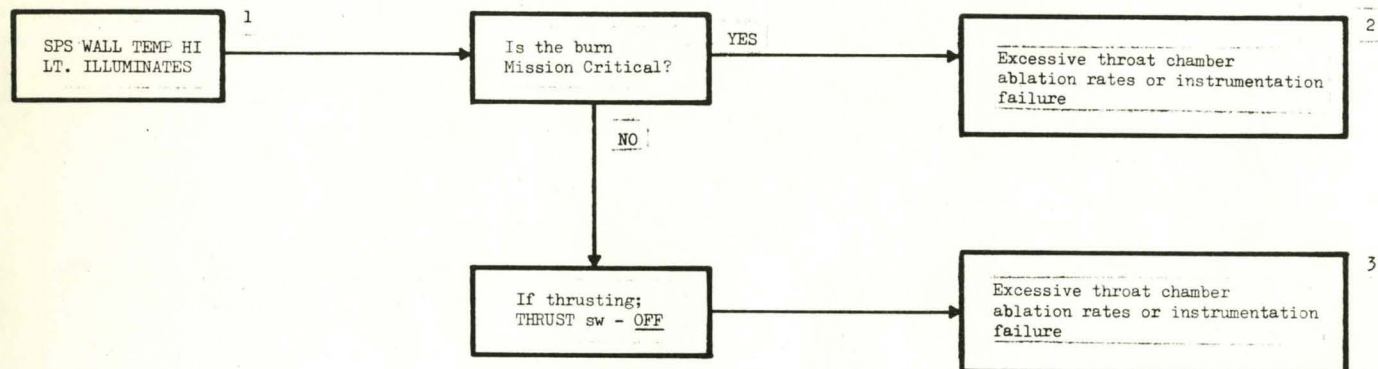 1
SPS WALL TEMP HI
LT. ILLUMINATES
Is the burn
Mission Critical?
YES
2
Excessive throat chamber
ablation rates or instrumentation
failure
NO
If thrusting;
THRUST sw - OFF
3
Excessive throat chamber
ablation rates or instrumentation
failure